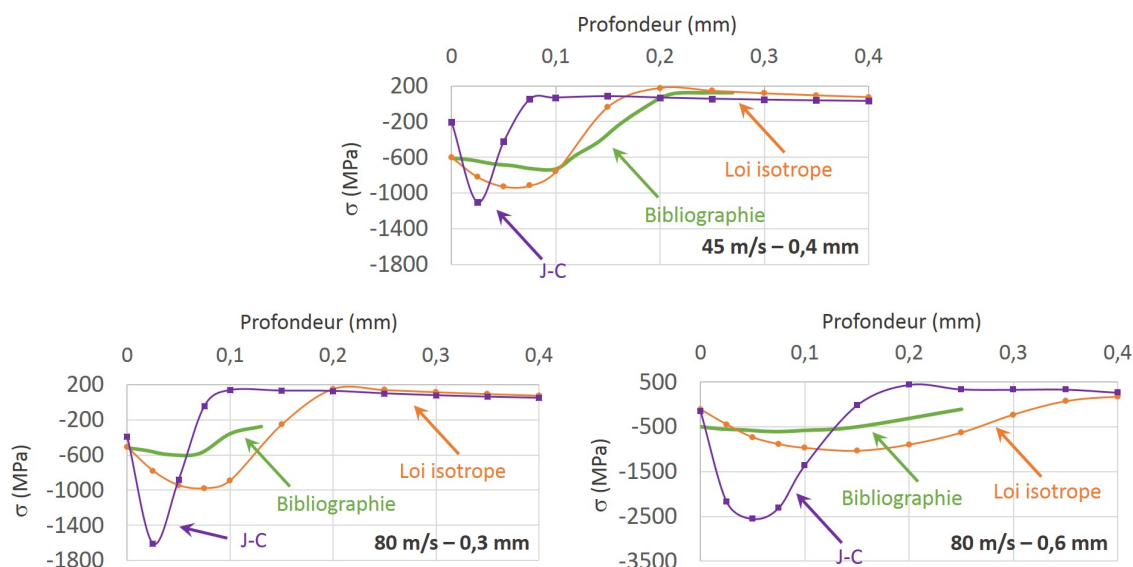 Profondeur (mm)
0 0,1 0,2 0,3 0,4
200
-200
-600
-1000
-1400
-1800
σ (MPa)
Loi isotrope
Bibliographie
J-C
45 m/s – 0,4 mm
Profondeur (mm)
0 0,1 0,2 0,3 0,4
200
-200
-600
-1000
-1400
-1800
σ (MPa)
Loi isotrope
Bibliographie
J-C
80 m/s – 0,3 mm
Profondeur (mm)
0 0,1 0,2 0,3 0,4
500
-500
-1500
-2500
-3500
σ (MPa)
Loi isotrope
Bibliographie
J-C
80 m/s – 0,6 mm